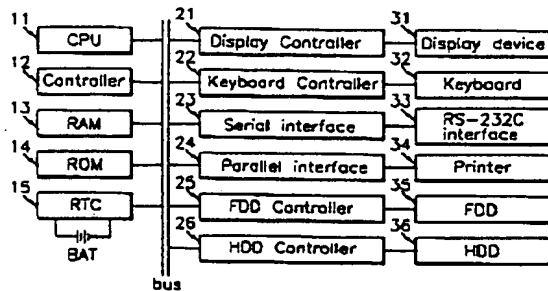 11 21 31
CPU Display Controller Display device
12 22 32
Controller Keyboard Controller Keyboard
13 23 33
RAM Serial interface RS-232C interface
14 24 34
ROM Parallel interface Printer
15 25 35
RTC FDD Controller FDD
26 36
BAT HDD Controller HDD
bus